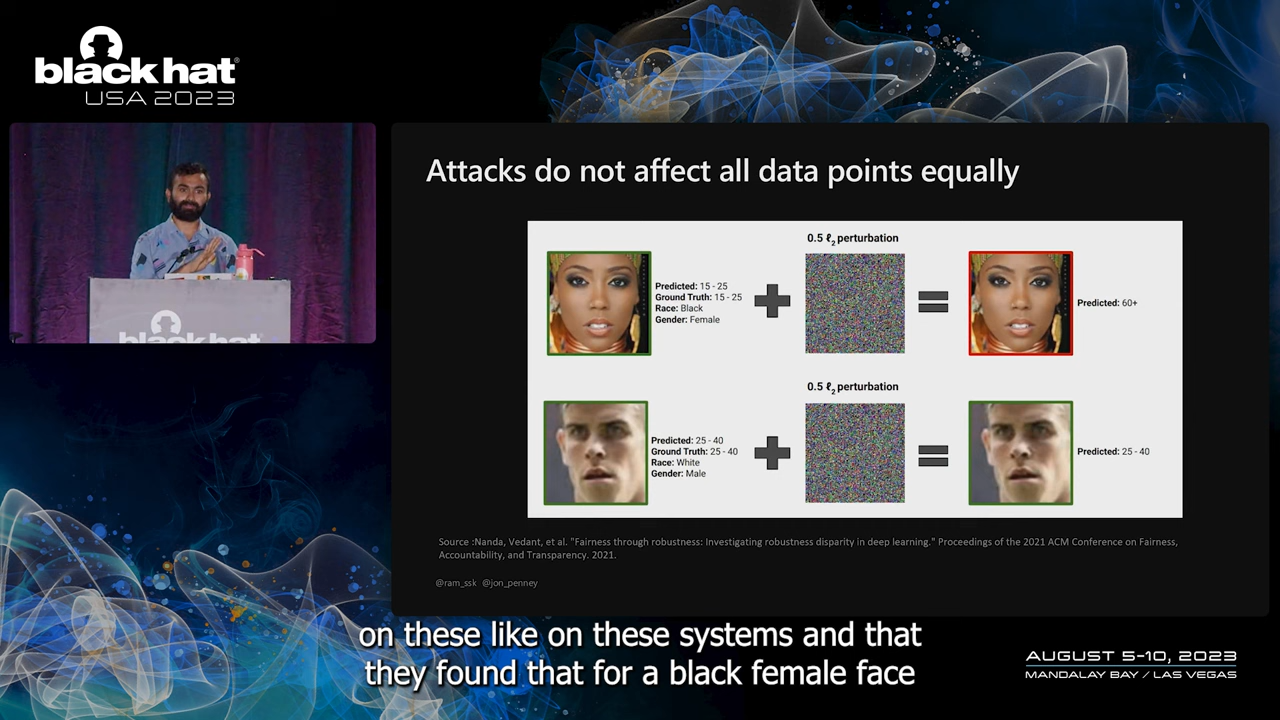 black hat®
USA 2023
black hat
Attacks do not affect all data points equally
0.5 ℓ2 perturbation
Predicted: 15 - 25
Ground Truth: 15 - 25
Race: Black
Gender: Female
Predicted: 60+
0.5 ℓ2 perturbation
Predicted: 25 - 40
Ground Truth: 25 - 40
Race: White
Gender: Male
Predicted: 25 - 40
Source :Nanda, Vedant, et al. "Fairness through robustness: Investigating robustness disparity in deep learning." Proceedings of the 2021 ACM Conference on Fairness,
Accountability, and Transparency. 2021.
@ram_ssk @jon_penney
on these like on these systems and that
they found that for a black female face
AUGUST 5-10, 2023
MANDALAY BAY / LAS VEGAS